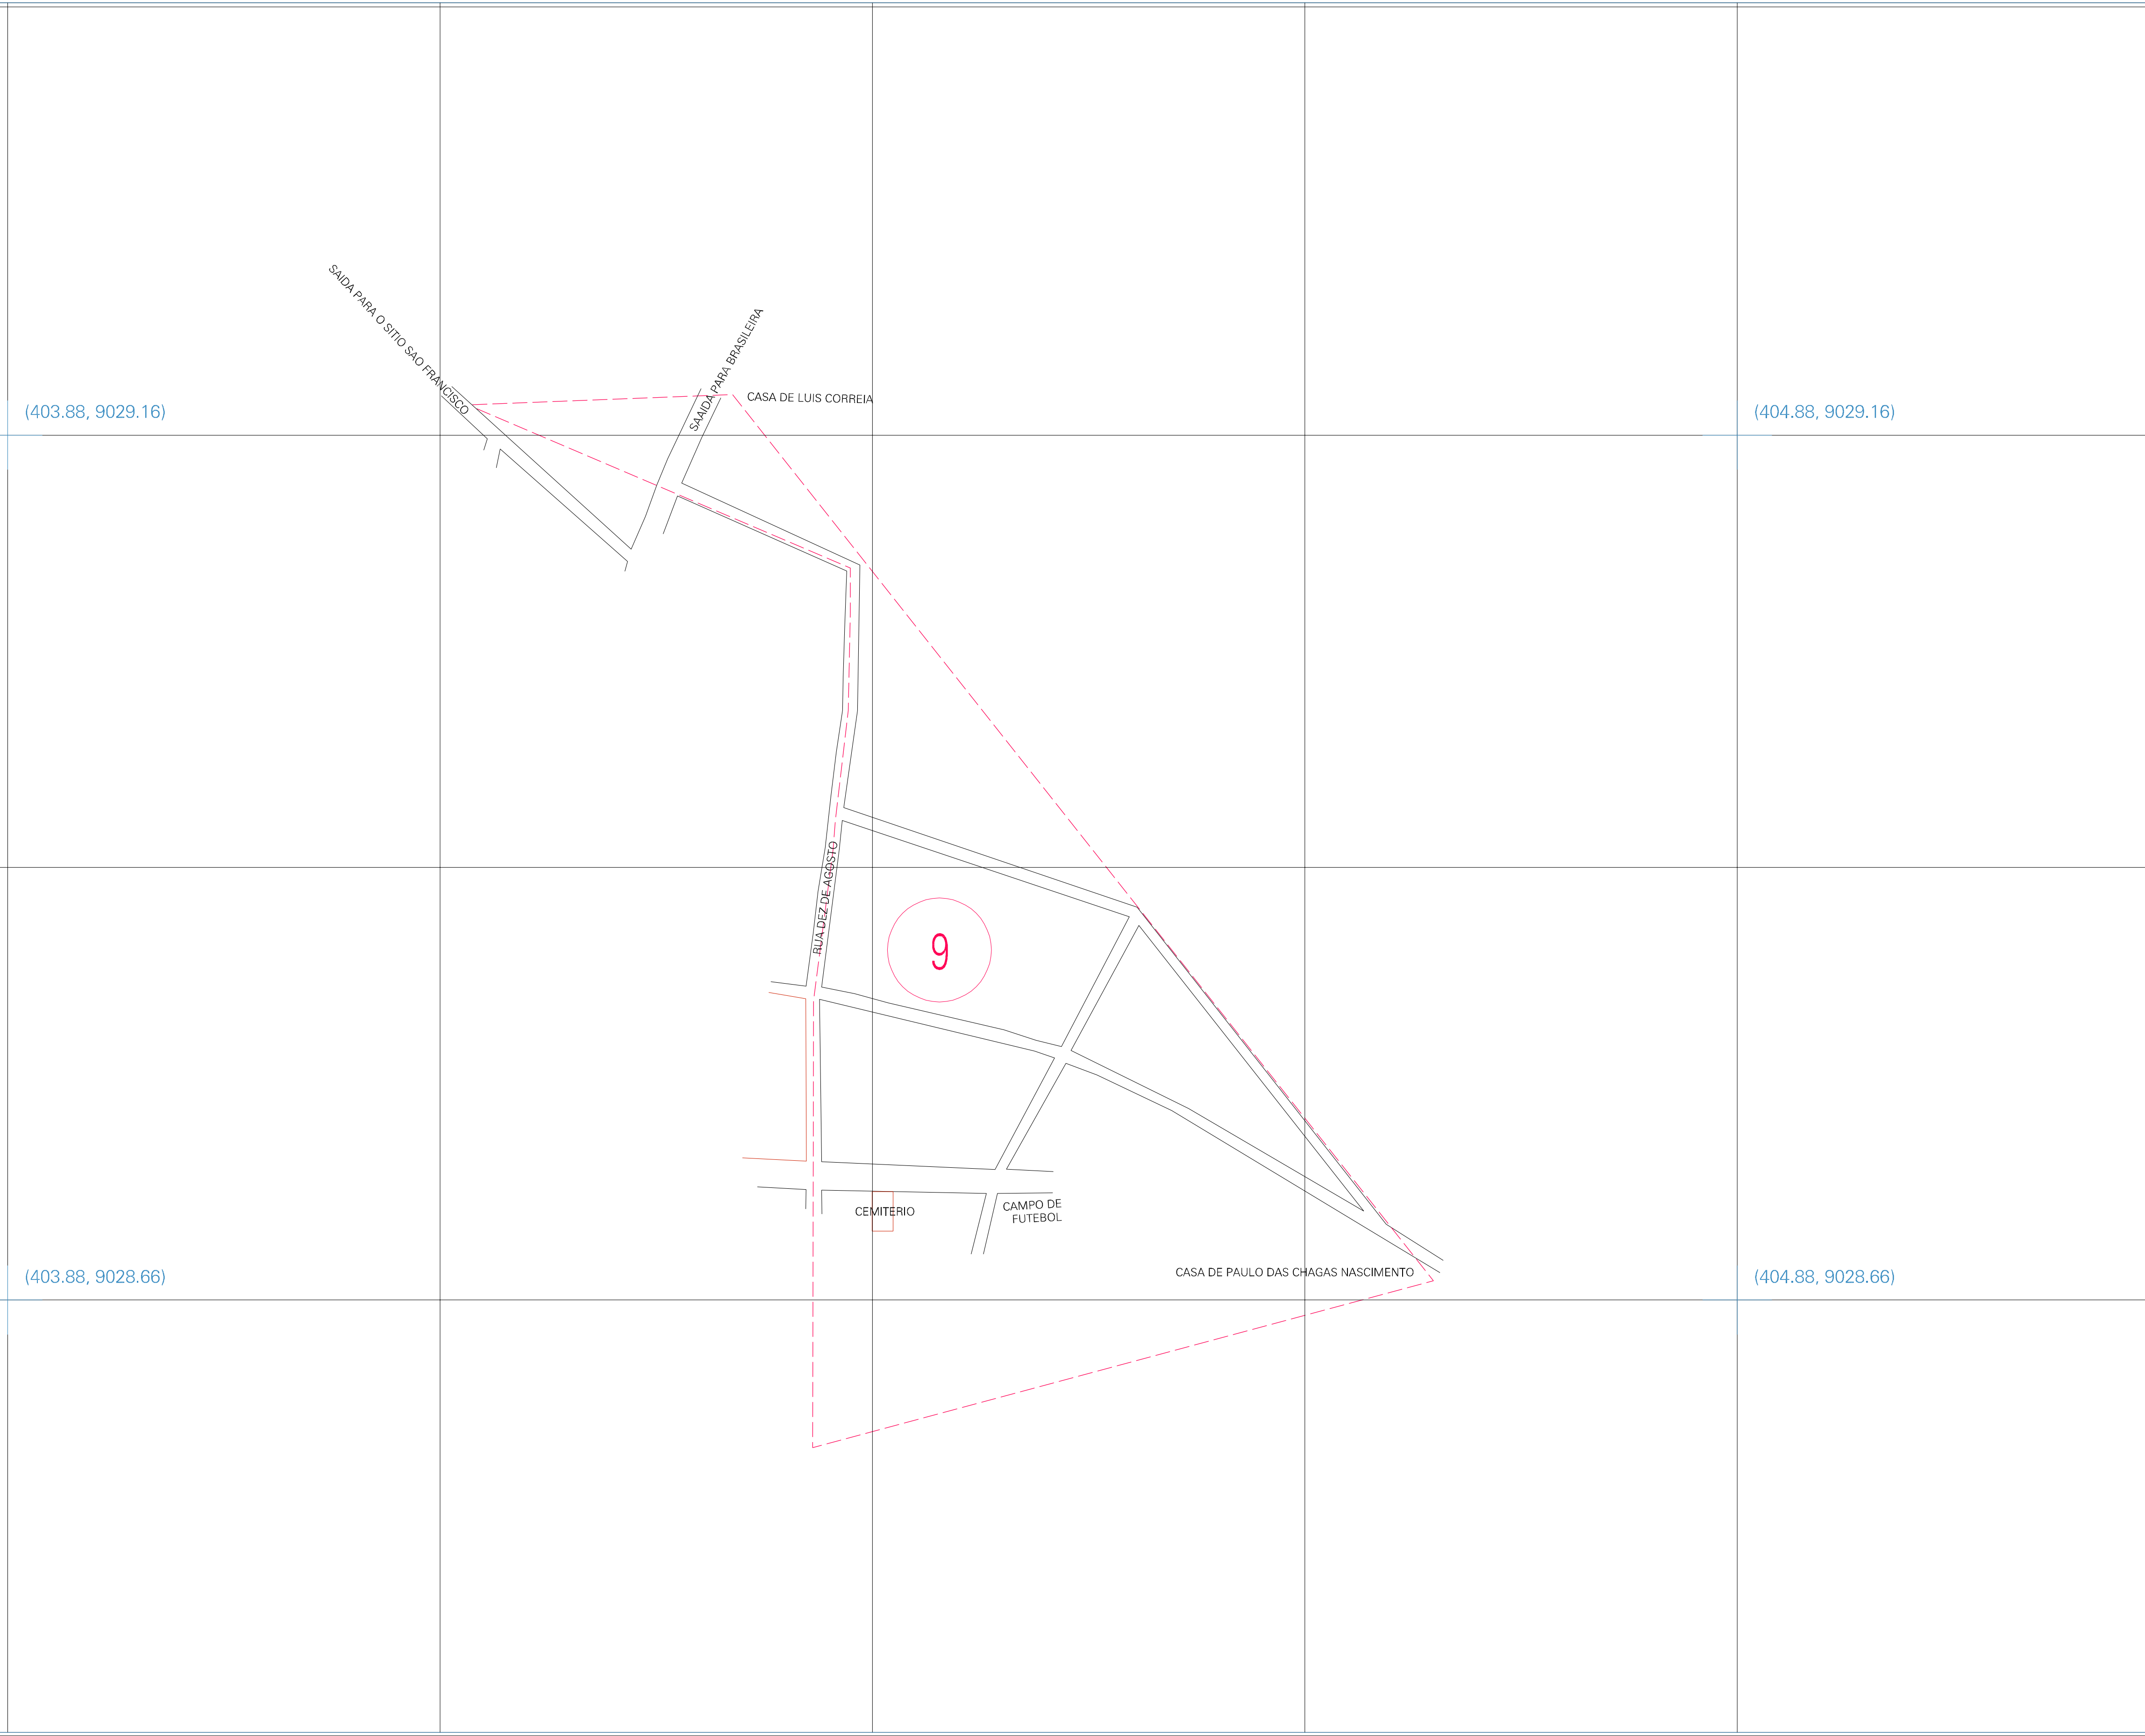 SAIDA PARA O SITIO SAO FRANCISCO
SAAIDA PARA BRASILEIRA
CASA DE LUIS CORREIA
(403.88, 9029.16)
(404.88, 9029.16)
RUA DEZ DE AGOSTO
9
CEMITERIO
CAMPO DE
FUTEBOL
CASA DE PAULO DAS CHAGAS NASCIMENTO
(403.88, 9028.66)
(404.88, 9028.66)